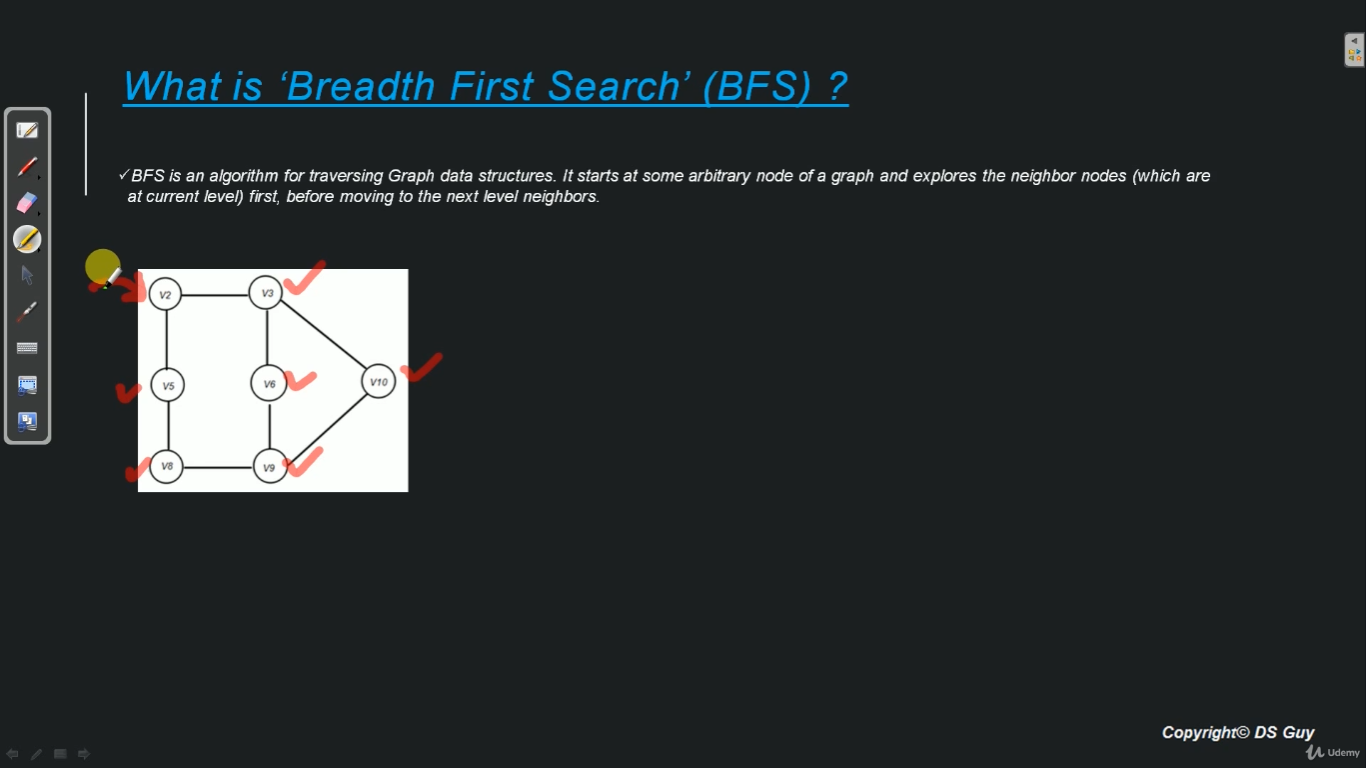 What is ‘Breadth First Search’ (BFS) ?
✓BFS is an algorithm for traversing Graph data structures. It starts at some arbitrary node of a graph and explores the neighbor nodes (which are
at current level) first, before moving to the next level neighbors.
V2
V3
V5
V6
V10
V8
V9
Copyright© DS Guy
Udemy